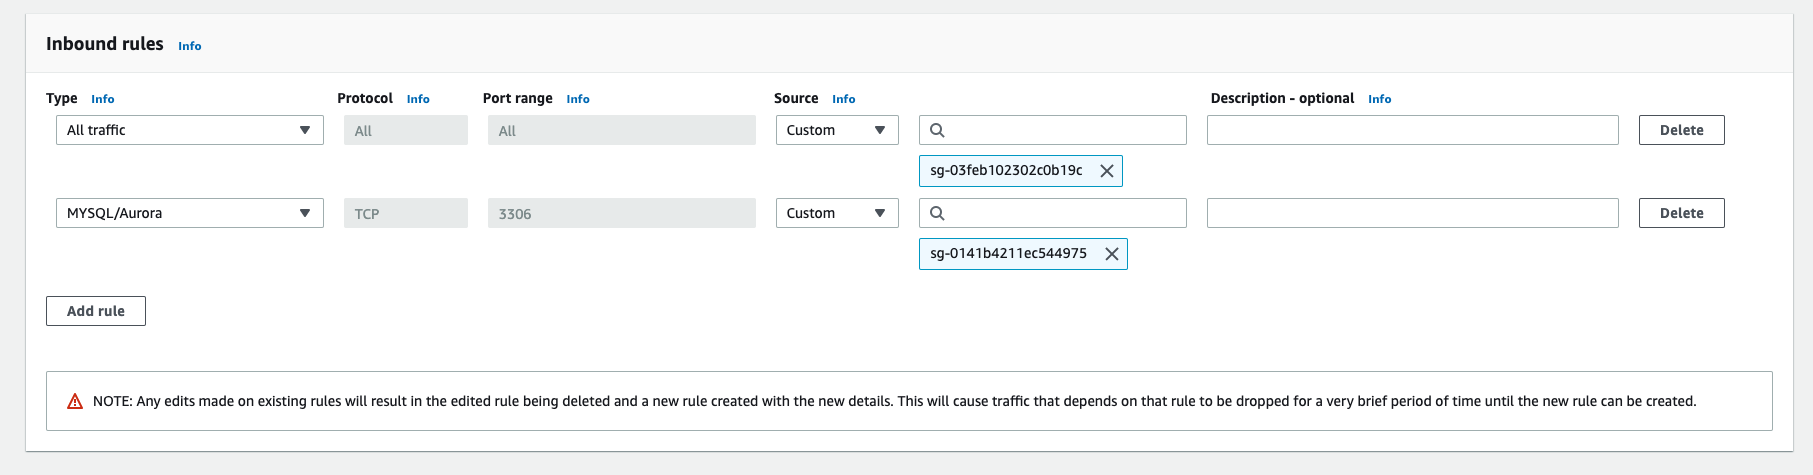 Inbound rules Info
Type Info Protocol Info Port range Info Source Info Description - optional Info
All traffic All All Custom Delete
sg-03feb102302c0b19c
MYSQL/Aurora TCP 3306 Custom Delete
sg-0141b4211ec544975
Add rule
NOTE: Any edits made on existing rules will result in the edited rule being deleted and a new rule created with the new details. This will cause traffic that depends on that rule to be dropped for a very brief period of time until the new rule can be created.